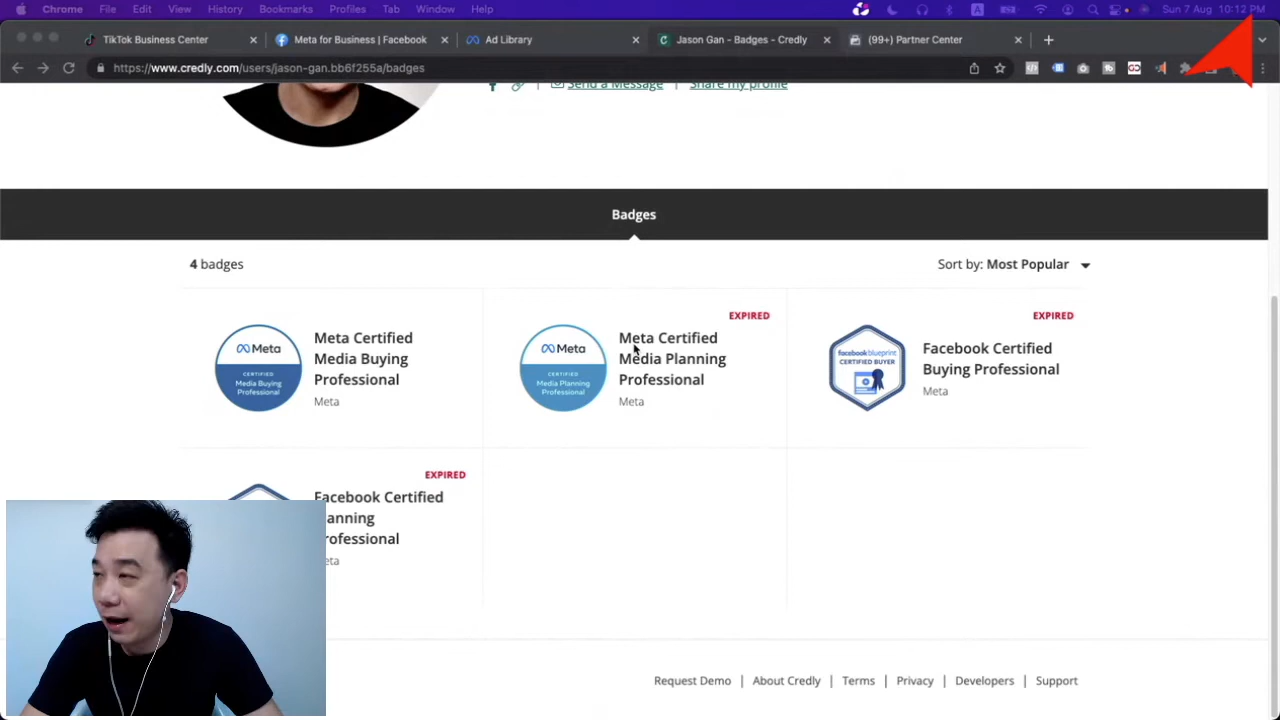 Chrome File Edit View History Bookmarks Profiles Tab Window Help A Sun 7 Aug 10:12 PM
TikTok Business Center Meta for Business | Facebook Ad Library Jason Gan - Badges - Credly (99+) Partner Center
https://www.credly.com/users/jason-gan.bb6f255a/badges
Send a Message | Share my profile
Badges
4 badges Sort by: Most Popular
Meta
CERTIFIED
Media Buying
Professional
Meta Certified
Media Buying
Professional
Meta
EXPIRED
Meta
CERTIFIED
Media Planning
Professional
Meta Certified
Media Planning
Professional
Meta
EXPIRED
facebook blueprint
CERTIFIED BUYER
Facebook Certified
Buying Professional
Meta
EXPIRED
Facebook Certified
anning
rofessional
eta
Request Demo | About Credly | Terms | Privacy | Developers | Support